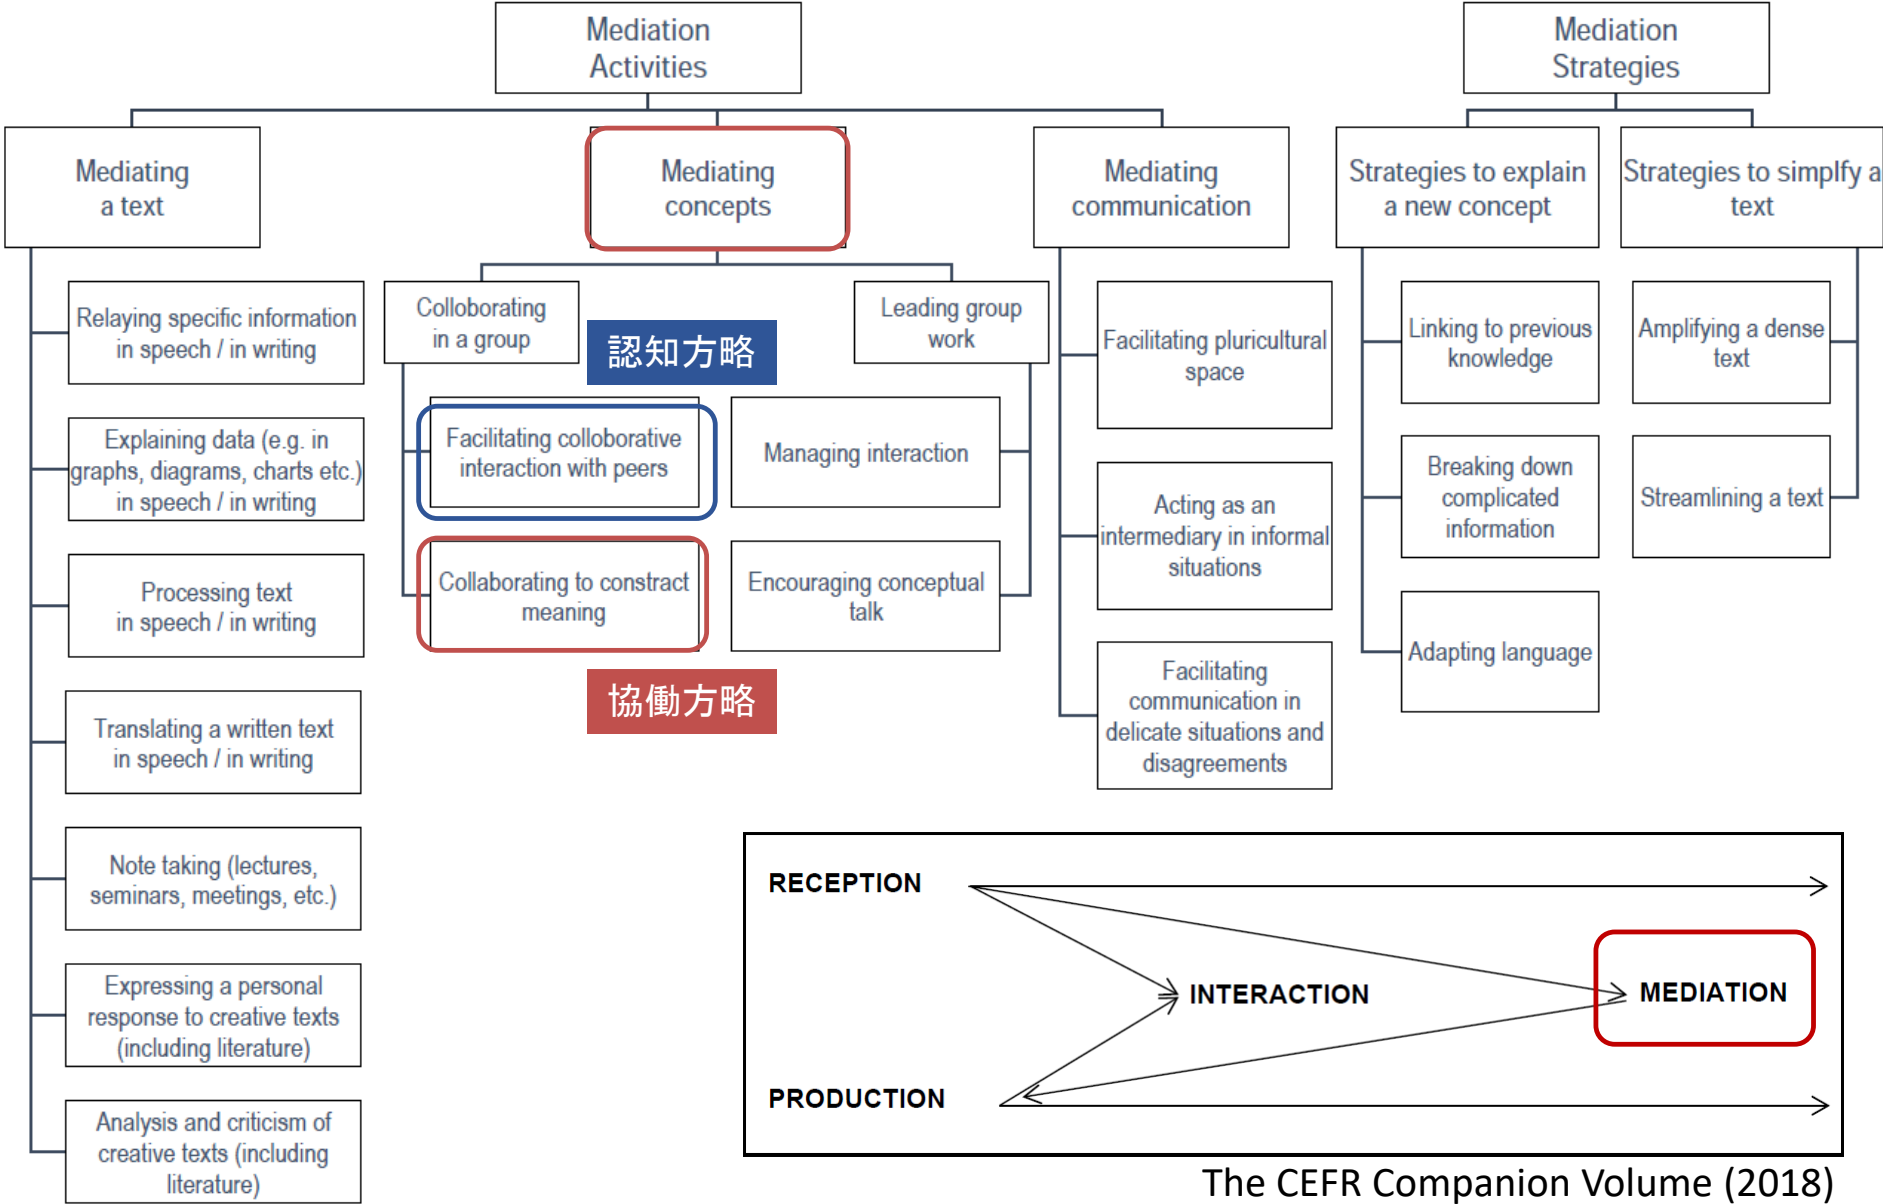 Mediation
Activities
Mediation
Strategies
Mediating
a text
Mediating
concepts
Mediating
communication
Strategies to explain
a new concept
Strategies to simplfy a
text
Relaying specific information
in speech / in writing
Explaining data (e.g. in
graphs, diagrams, charts etc.)
in speech / in writing
Processing text
in speech / in writing
Translating a written text
in speech / in writing
Note taking (lectures,
seminars, meetings, etc.)
Expressing a personal
response to creative texts
(including literature)
Analysis and criticism of
creative texts (including
literature)
Colloborating
in a group
認知方略
Facilitating colloborative
interaction with peers
Collaborating to constract
meaning
協働方略
Leading group
work
Managing interaction
Encouraging conceptual
talk
Facilitating pluricultural
space
Acting as an
intermediary in informal
situations
Facilitating
communication in
delicate situations and
disagreements
Linking to previous
knowledge
Breaking down
complicated
information
Adapting language
Amplifying a dense
text
Streamlining a text
RECEPTION
INTERACTION
MEDIATION
PRODUCTION
The CEFR Companion Volume (2018)